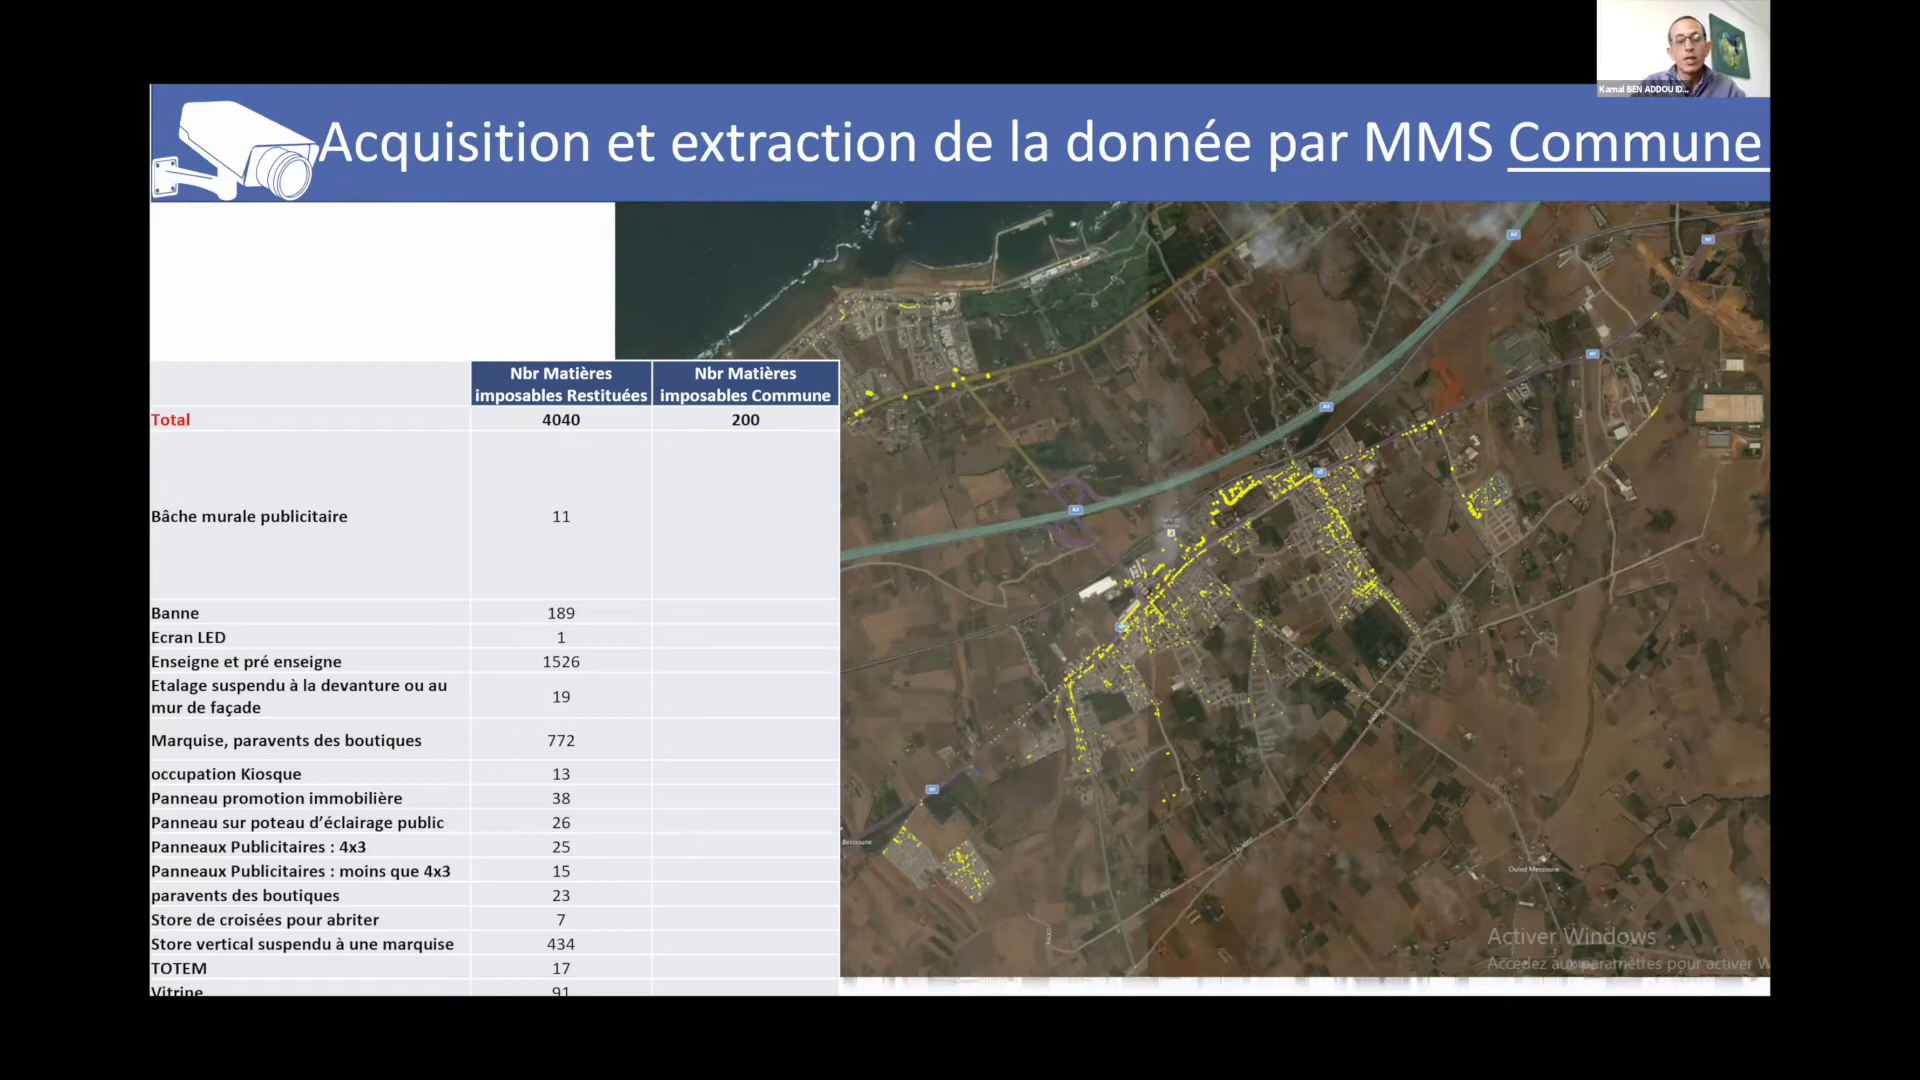 Kamal BEN ADDOU ID...
Acquisition et extraction de la donnée par MMS Commune
Nbr Matières imposables Restituées
Nbr Matières imposables Commune
Total 4040 200
Bâche murale publicitaire 11
Banne 189
Ecran LED 1
Enseigne et pré enseigne 1526
Etalage suspendu à la devanture ou au
mur de façade 19
Marquise, paravents des boutiques 772
occupation Kiosque 13
Panneau promotion immobilière 38
Panneau sur poteau d’éclairage public 26
Panneaux Publicitaires : 4x3 25
Panneaux Publicitaires : moins que 4x3 15
paravents des boutiques 23
Store de croisées pour abriter 7
Store vertical suspendu à une marquise 434
TOTEM 17
Vitrine 91
Ouled Messoune
Activer Windows
Accédez aux paramètres pour activer W